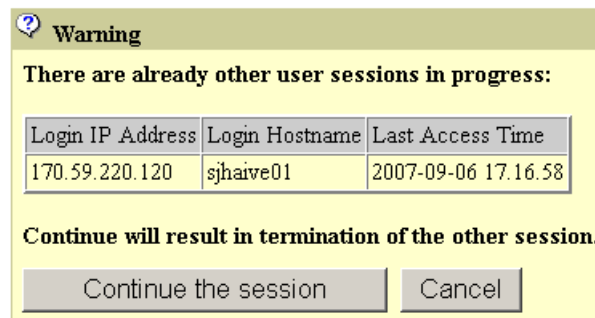 Warning
There are already other user sessions in progress:
Login IP Address Login Hostname Last Access Time
170.59.220.120 sjhaive01 2007-09-06 17.16.58
Continue will result in termination of the other session.
Continue the session Cancel